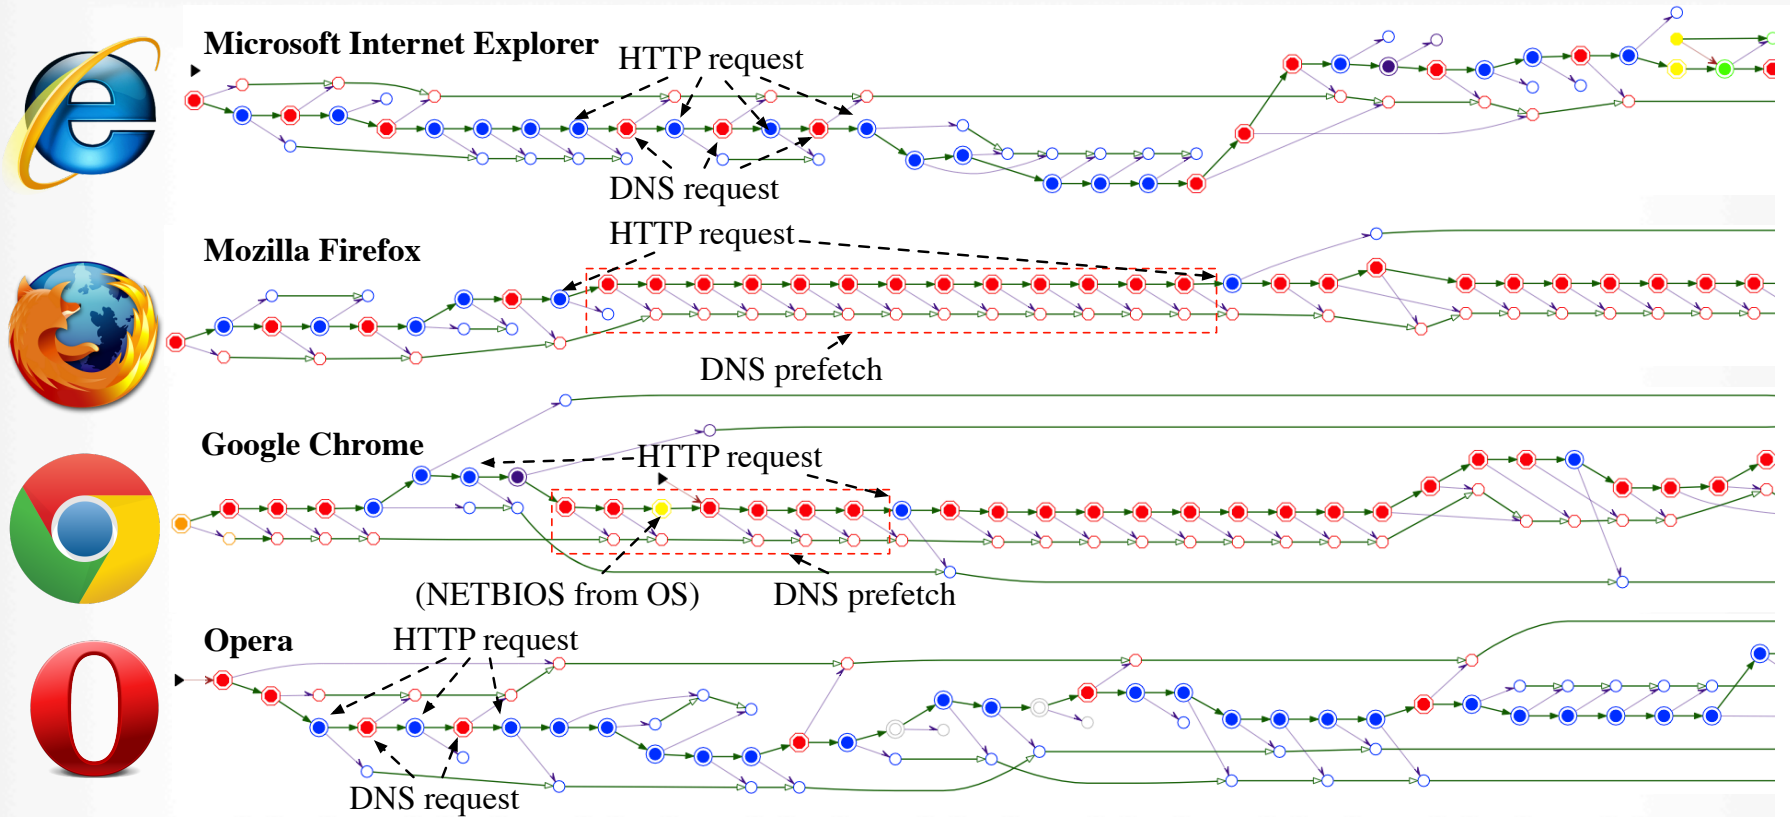 Microsoft Internet Explorer
HTTP request
DNS request
HTTP request
Mozilla Firefox
DNS prefetch
Google Chrome
HTTP request
(NETBIOS from OS)
DNS prefetch
Opera
HTTP request
DNS request